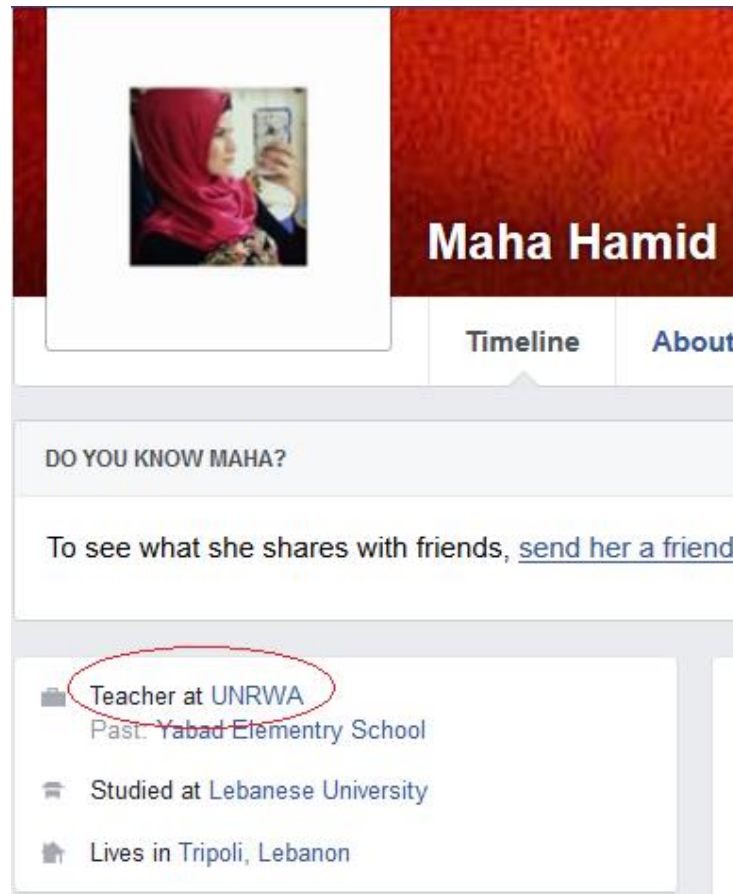 Maha Hamid
Timeline About
DO YOU KNOW MAHA?
To see what she shares with friends, send her a friend
Teacher at UNRWA
Past: Yabad Elementry School
Studied at Lebanese University
Lives in Tripoli, Lebanon